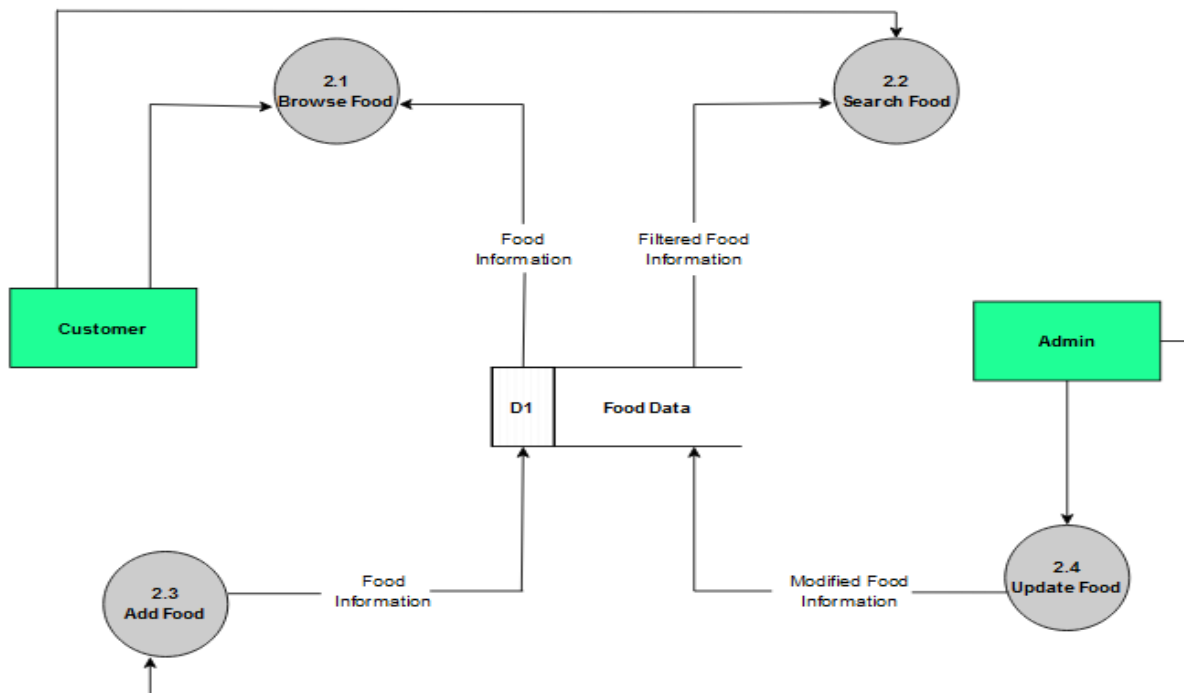 2.1
Browse Food
2.2
Search Food
Food
Information
Filtered Food
Information
Customer
Admin
D1
Food Data
2.3
Add Food
Food
Information
Modified Food
Information
2.4
Update Food